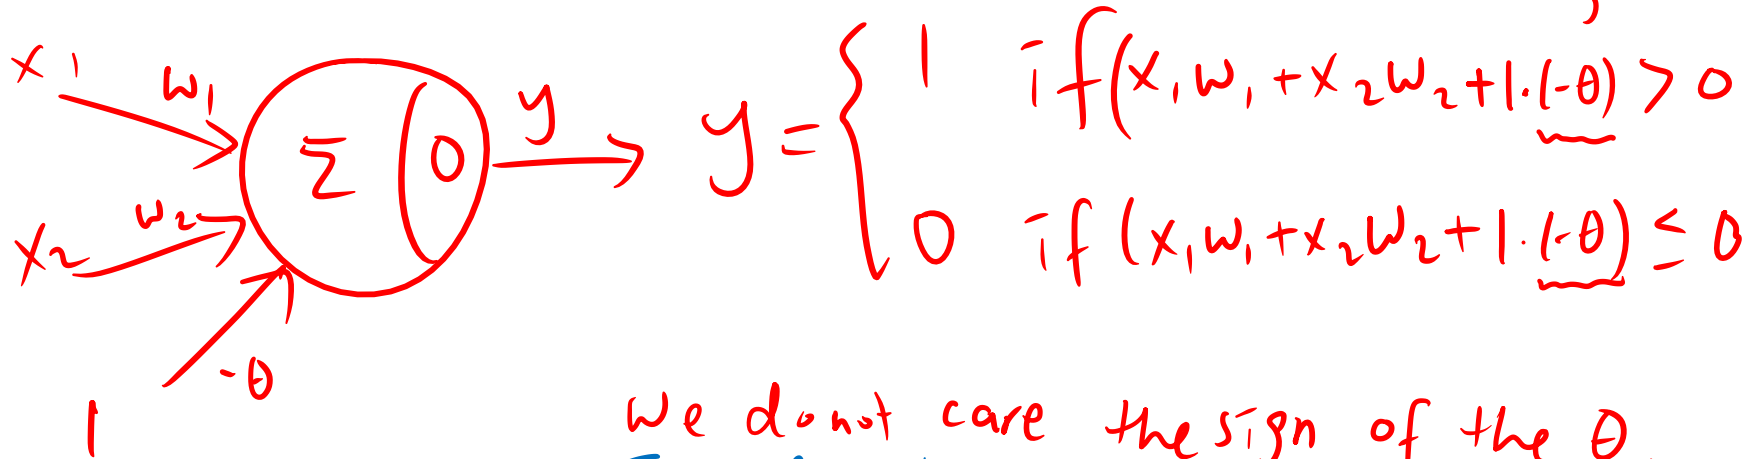 x1 w1
Σ 0 y
y = { 1 if (x1w1+x2w2+1·(-θ) > 0
0 if (x1w1+x2w2+1·(-θ)) ≤ 0
x2 w2
-θ
1
we donot care the sign of the θ.